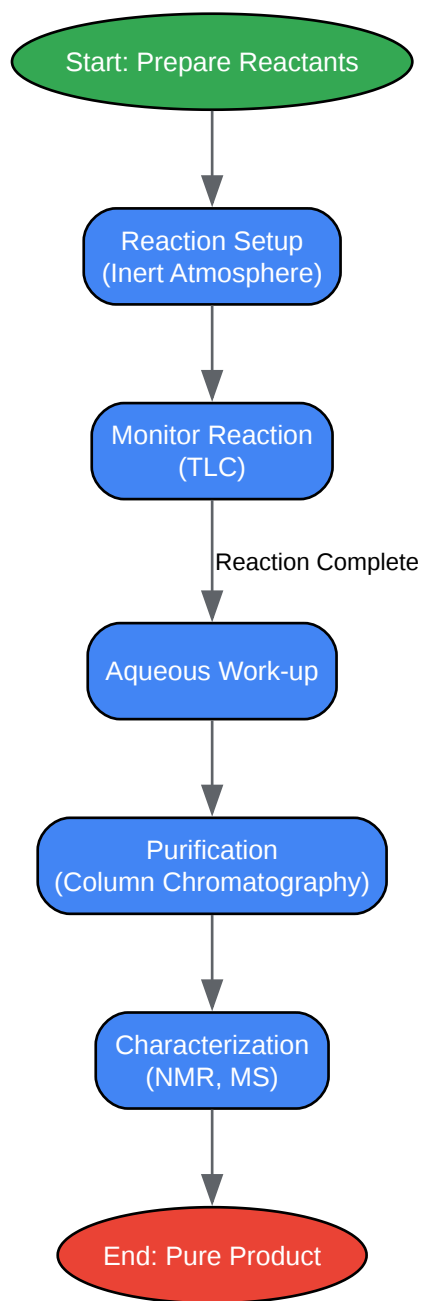 Start: Prepare Reactants
Reaction Setup
(Inert Atmosphere)
Monitor Reaction
(TLC)
Reaction Complete
Aqueous Work-up
Purification
(Column Chromatography)
Characterization
(NMR, MS)
End: Pure Product